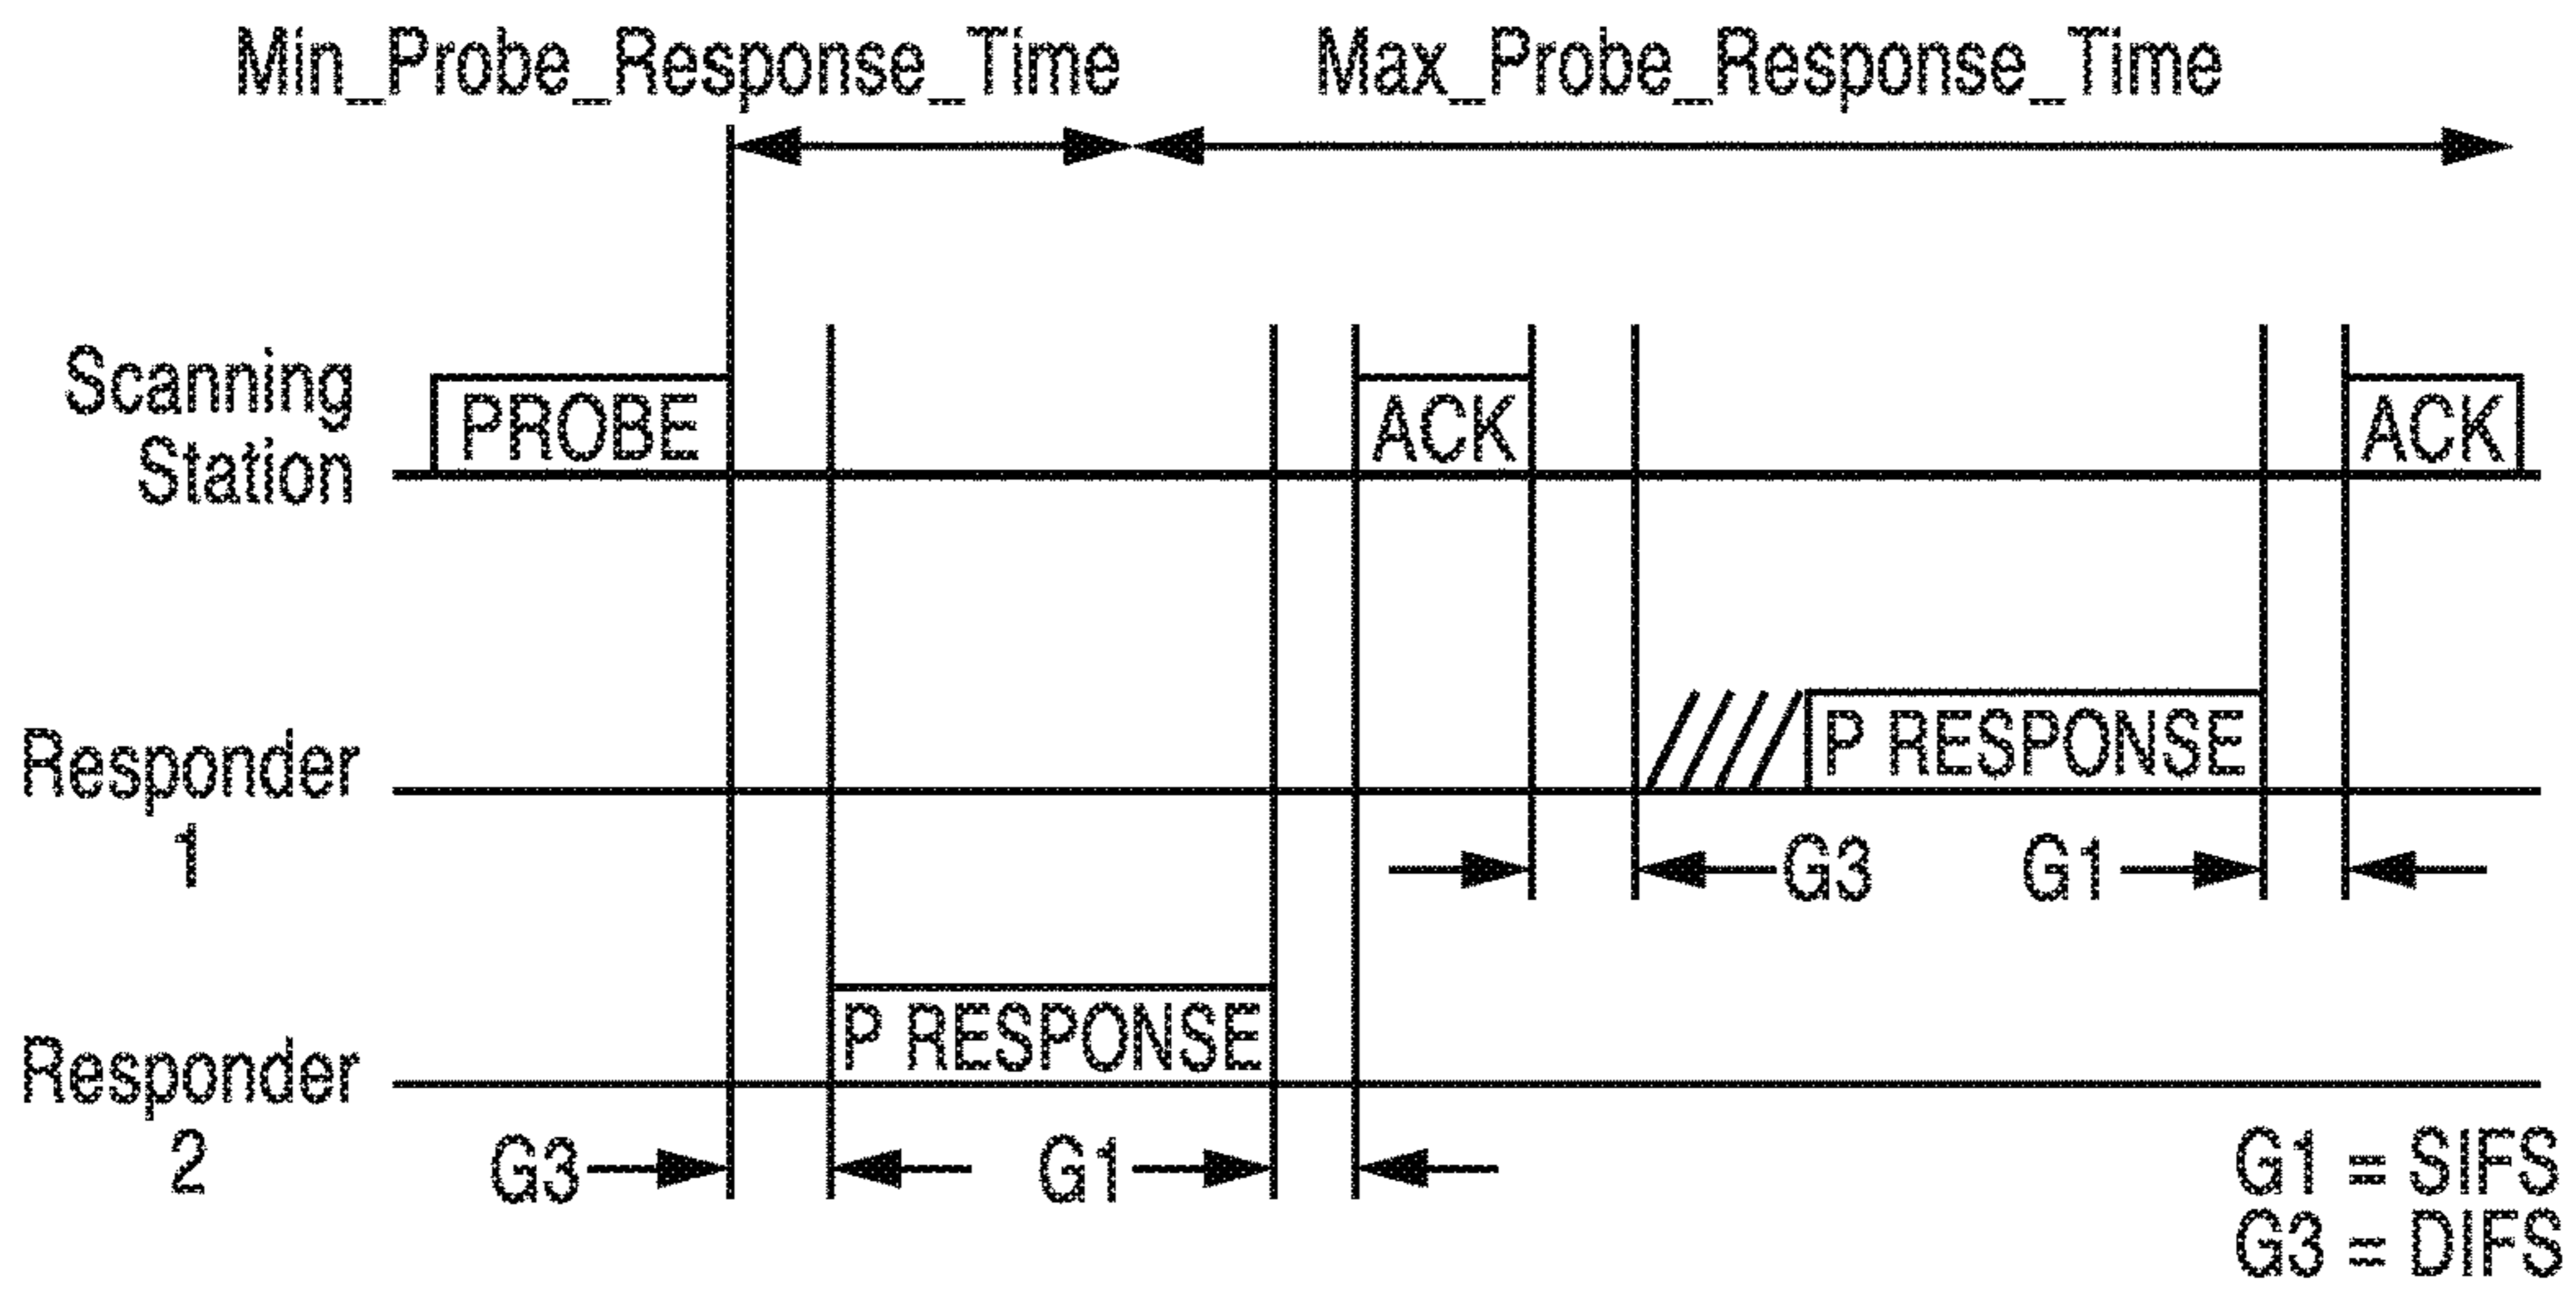 Min_Probe_Response_Time
Max_Probe_Response_Time
Scanning
Station
PROBE
ACK
ACK
Responder
1
P RESPONSE
G3
G1
Responder
2
P RESPONSE
G3
G1
G1 = SIFS
G3 = DIFS